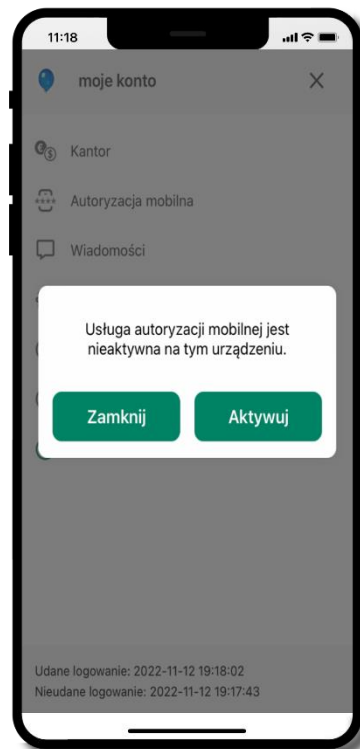 11:18
moje konto
Kantor
Autoryzacja mobilna
Wiadomości
Usługa autoryzacji mobilnej jest
nieaktywna na tym urządzeniu.
Zamknij Aktywuj
Udane logowanie: 2022-11-12 19:18:02
Nieudane logowanie: 2022-11-12 19:17:43